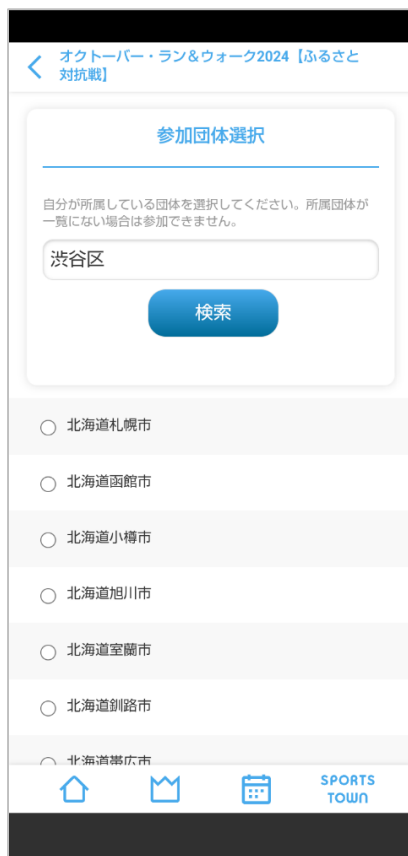 オクトーバー・ラン&ウォーク2024【ふるさと
対抗戦】
参加団体選択
自分が所属している団体を選択してください。所属団体が
一覧にない場合は参加できません。
渋谷区
検索
北海道札幌市
北海道函館市
北海道小樽市
北海道旭川市
北海道室蘭市
北海道釧路市
北海道帯広市
SPORTS
TOWN